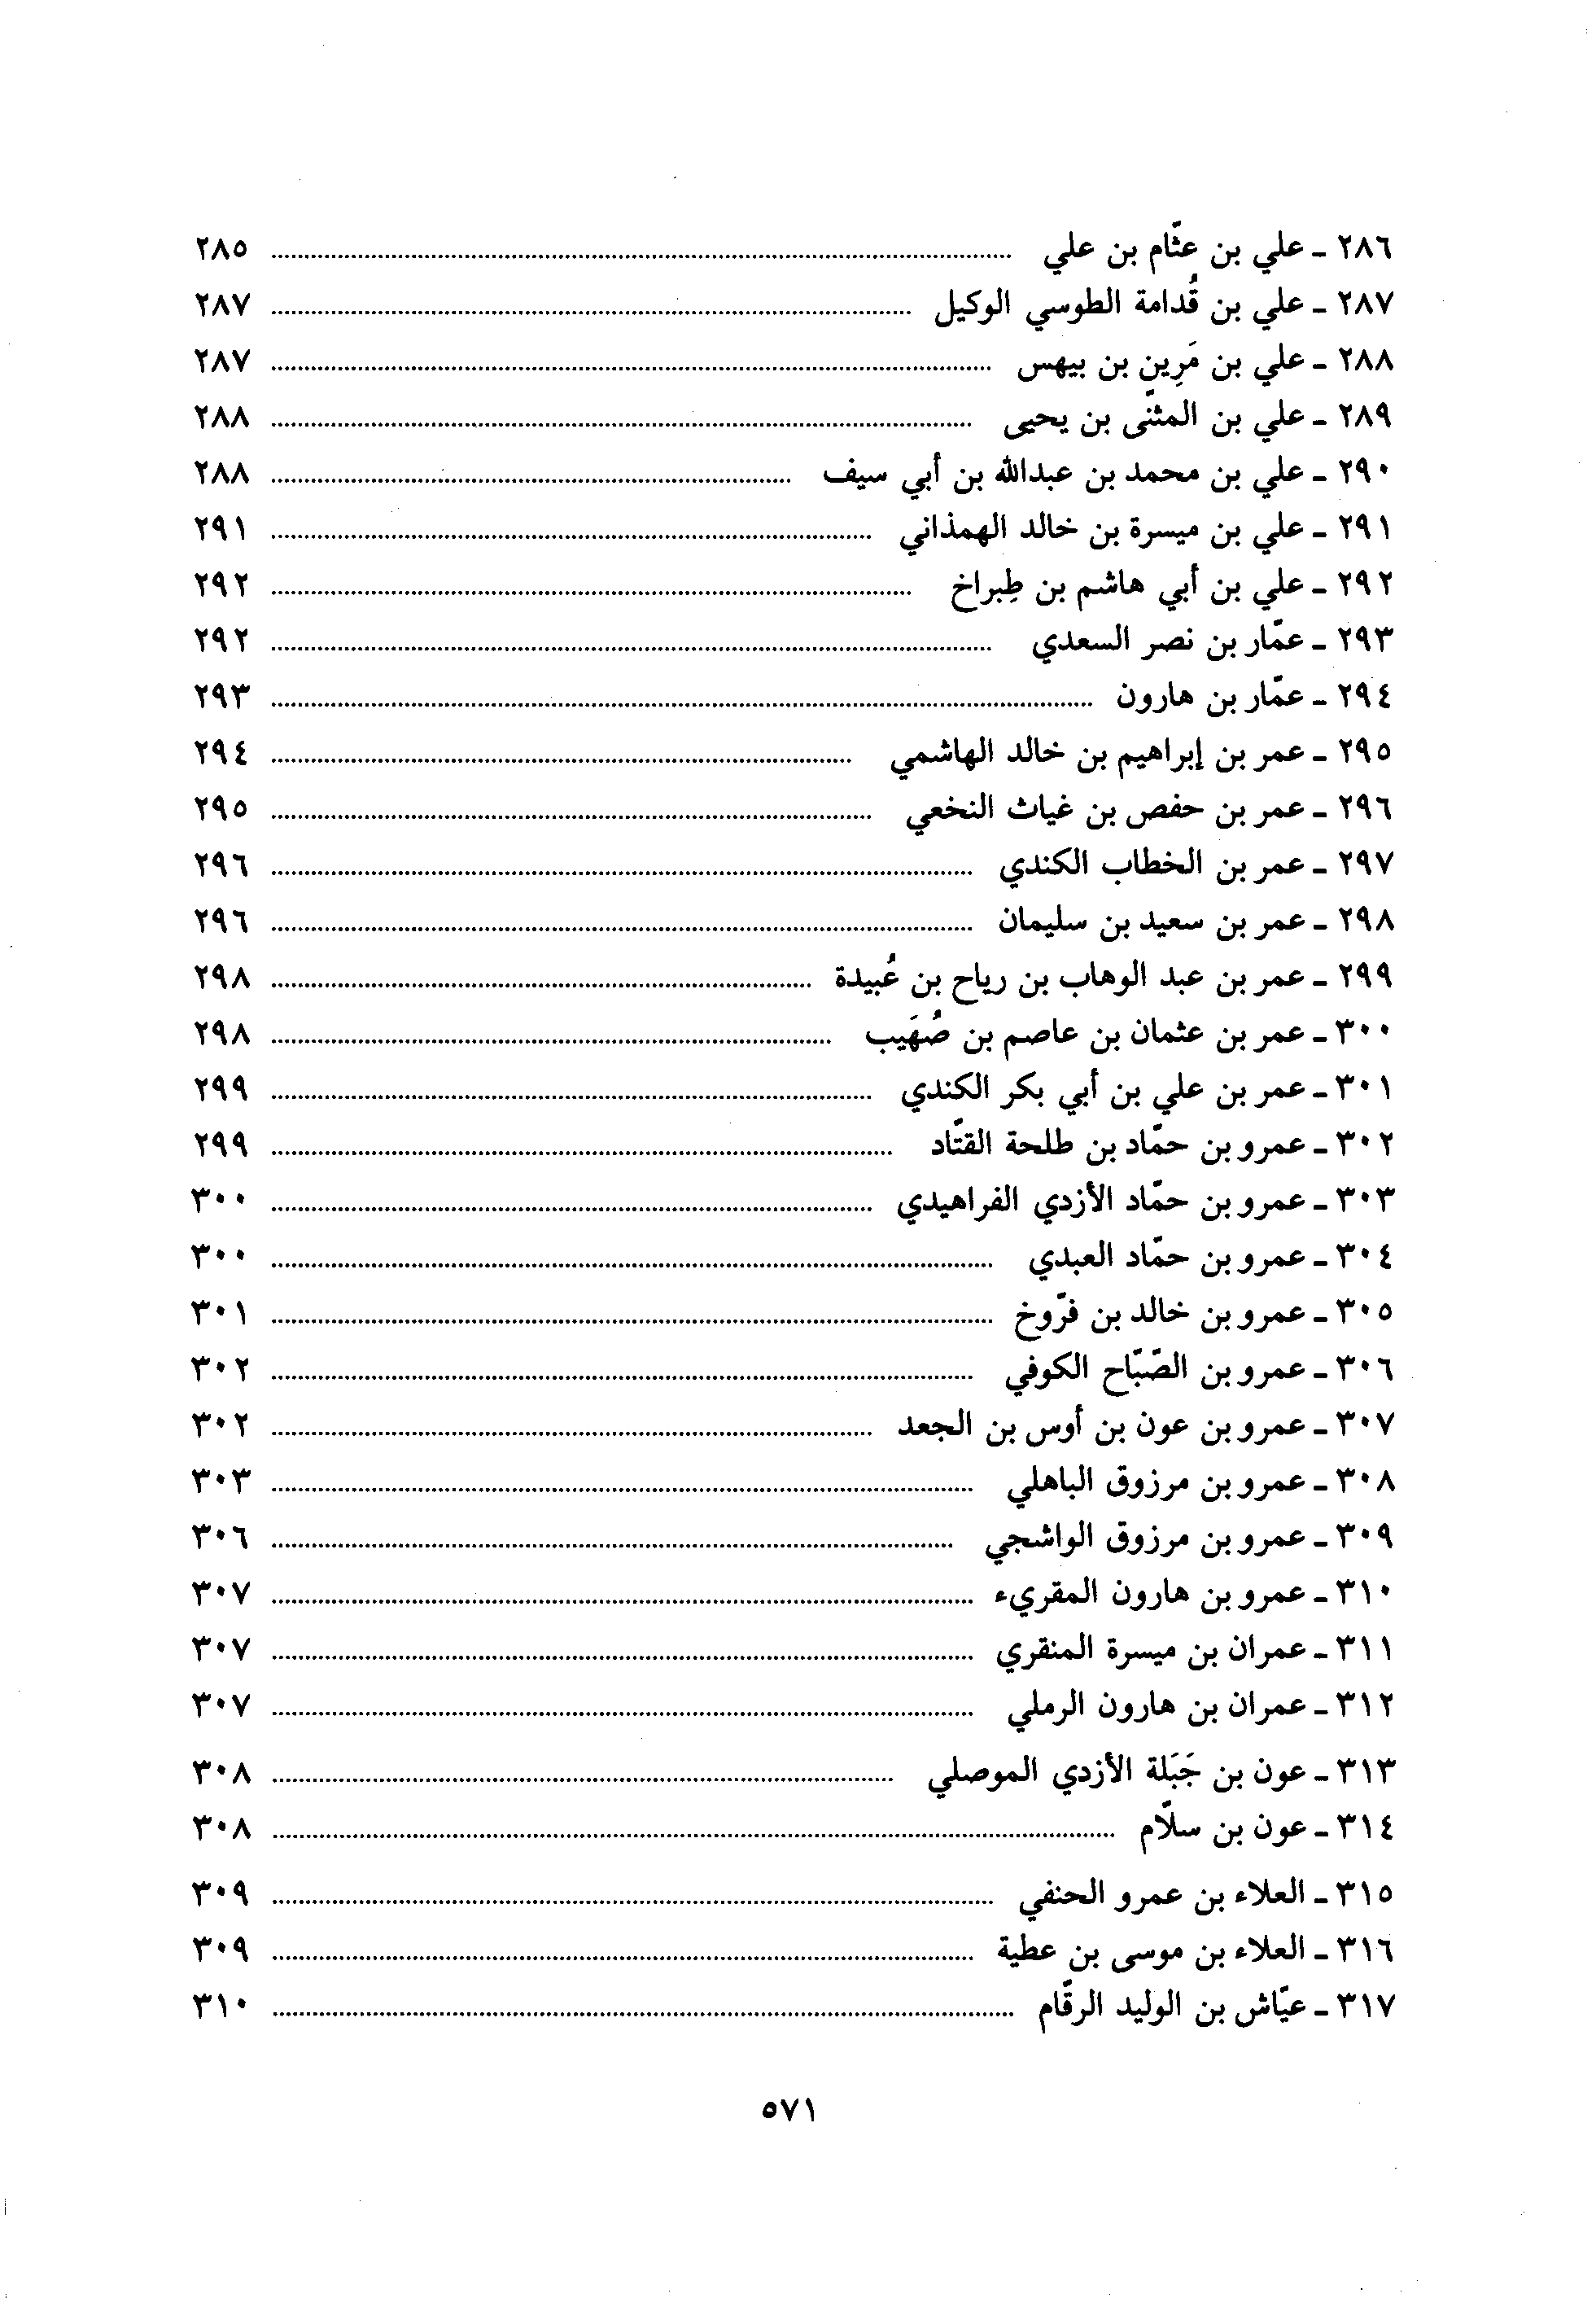 ٢٨٦ ـ علي بن عثّام بن علي ........ ٢٨٥
٢٨٧ ـ علي بن قُدامة الطوسي الوكيل ........ ٢٨٧
٢٨٨ ـ علي بن مَرِين بن بيهس ........ ٢٨٧
٢٨٩ ـ علي بن المثنّى بن يحيى ........ ٢٨٨
٢٩٠ ـ علي بن محمد بن عبدالله بن أبي سيف ........ ٢٨٨
٢٩١ ـ علي بن ميسرة بن خالد الهمذاني ........ ٢٩١
٢٩٢ ـ علي بن أبي هاشم بن طِبراخ ........ ٢٩٢
٢٩٣ ـ عمّار بن نصر السعدي ........ ٢٩٢
٢٩٤ ـ عمّار بن هارون ........ ٢٩٣
٢٩٥ ـ عمر بن إبراهيم بن خالد الهاشمي ........ ٢٩٤
٢٩٦ ـ عمر بن حفص بن غياث النخعي ........ ٢٩٥
٢٩٧ ـ عمر بن الخطاب الكندي ........ ٢٩٦
٢٩٨ ـ عمر بن سعيد بن سليمان ........ ٢٩٦
٢٩٩ ـ عمر بن عبد الوهاب بن رياح بن عُبيدة ........ ٢٩٨
٣٠٠ ـ عمر بن عثمان بن عاصم بن صُهَيب ........ ٢٩٨
٣٠١ ـ عمر بن علي بن أبي بكر الكندي ........ ٢٩٩
٣٠٢ ـ عمرو بن حمّاد بن طلحة القتّاد ........ ٢٩٩
٣٠٣ ـ عمرو بن حمّاد الأزدي الفراهيدي ........ ٣٠٠
٣٠٤ ـ عمرو بن حمّاد العبدي ........ ٣٠٠
٣٠٥ ـ عمرو بن خالد بن فرّوخ ........ ٣٠١
٣٠٦ ـ عمرو بن الصّبّاح الكوفي ........ ٣٠٢
٣٠٧ ـ عمرو بن عون بن أوس بن الجعد ........ ٣٠٢
٣٠٨ ـ عمرو بن مرزوق الباهلي ........ ٣٠٣
٣٠٩ ـ عمرو بن مرزوق الواشجي ........ ٣٠٦
٣١٠ ـ عمرو بن هارون المقريء ........ ٣٠٧
٣١١ ـ عمران بن ميسرة المنقري ........ ٣٠٧
٣١٢ ـ عمران بن هارون الرملي ........ ٣٠٧
٣١٣ ـ عون بن جَبَلة الأزدي الموصلي ........ ٣٠٨
٣١٤ ـ عون بن سلّام ........ ٣٠٨
٣١٥ ـ العلاء بن عمرو الحنفي ........ ٣٠٩
٣١٦ ـ العلاء بن موسى بن عطية ........ ٣٠٩
٣١٧ ـ عيّاش بن الوليد الرقّام ........ ٣١٠
٥٧١